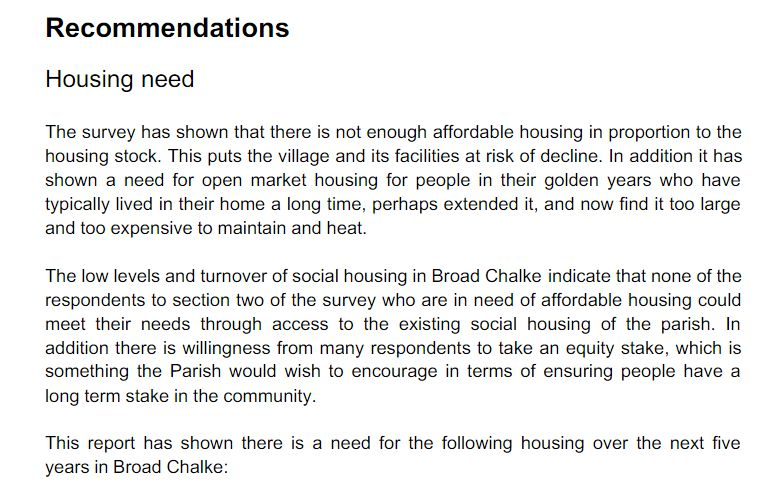 Recommendations
Housing need
The survey has shown that there is not enough affordable housing in proportion to the
housing stock. This puts the village and its facilities at risk of decline. In addition it has
shown a need for open market housing for people in their golden years who have
typically lived in their home a long time, perhaps extended it, and now find it too large
and too expensive to maintain and heat.
The low levels and turnover of social housing in Broad Chalke indicate that none of the
respondents to section two of the survey who are in need of affordable housing could
meet their needs through access to the existing social housing of the parish. In
addition there is willingness from many respondents to take an equity stake, which is
something the Parish would wish to encourage in terms of ensuring people have a
long term stake in the community.
This report has shown there is a need for the following housing over the next five
years in Broad Chalke: